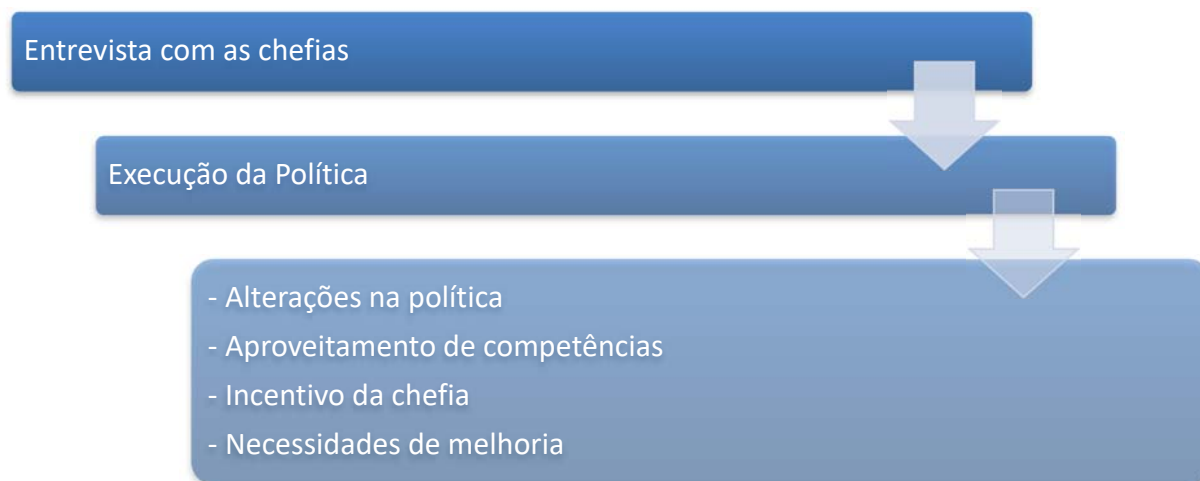 Entrevista com as chefias
Execução da Política
- Alterações na política
- Aproveitamento de competências
- Incentivo da chefia
- Necessidades de melhoria